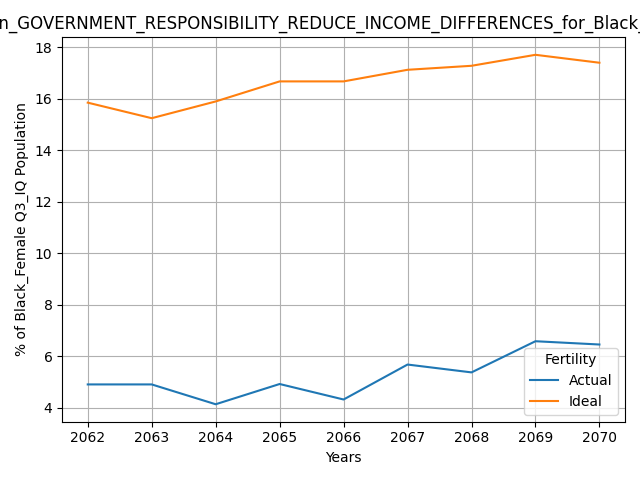 n_GOVERNMENT_RESPONSIBILITY_REDUCE_INCOME_DIFFERENCES_for_Black_
% of Black_Female Q3_IQ Population
18
16
14
12
10
8
6
4
Fertility
Actual
Ideal
2062 2063 2064 2065 2066 2067 2068 2069 2070
Years